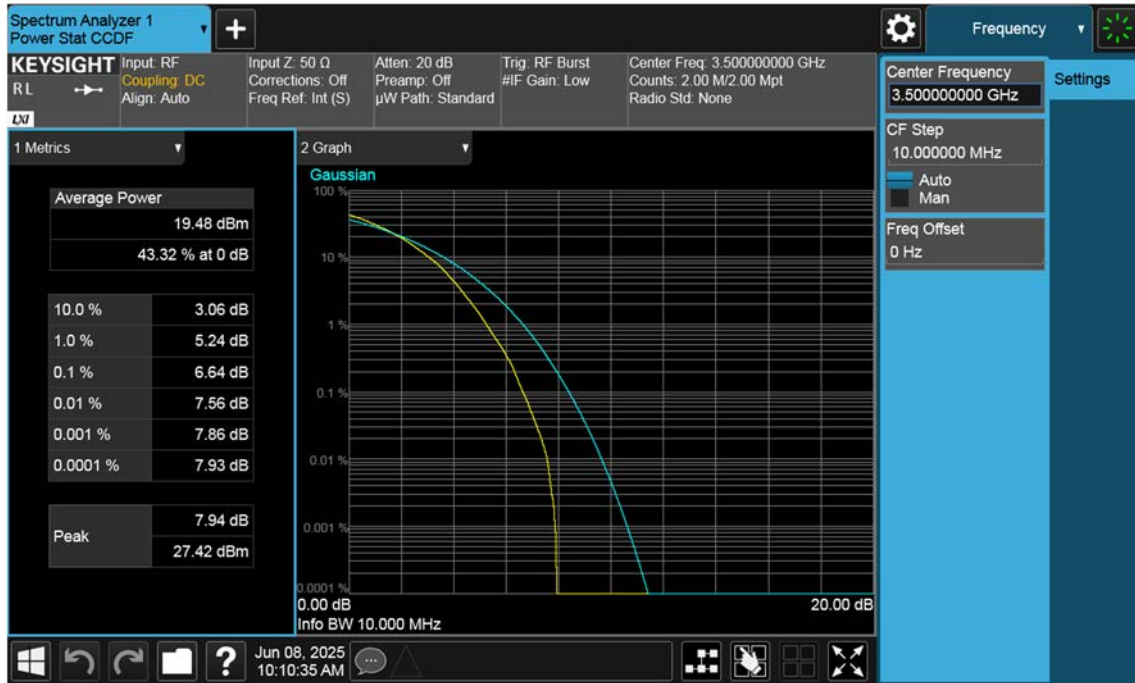 Spectrum Analyzer 1
Power Stat CCDF
+
Frequency
KEYSIGHT
RL
LXI
Input: RF
Coupling: DC
Align: Auto
Input Z: 50 Ω
Corrections: Off
Freq Ref: Int (S)
Atten: 20 dB
Preamp: Off
µW Path: Standard
Trig: RF Burst
#IF Gain: Low
Center Freq: 3.500000000 GHz
Counts: 2.00 M/2.00 Mpt
Radio Std: None
Center Frequency
3.500000000 GHz
Settings
CF Step
10.000000 MHz
Auto
Man
Freq Offset
0 Hz
1 Metrics
Average Power
19.48 dBm
43.32 % at 0 dB
10.0 % 3.06 dB
1.0 % 5.24 dB
0.1 % 6.64 dB
0.01 % 7.56 dB
0.001 % 7.86 dB
0.0001 % 7.93 dB
Peak
7.94 dB
27.42 dBm
2 Graph
Gaussian
100 %
10 %
1 %
0.1 %
0.01 %
0.001 %
0.0001 %
0.00 dB 20.00 dB
Info BW 10.000 MHz
?
Jun 08, 2025
10:10:35 AM